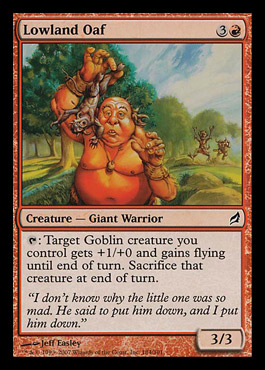 Lowland Oaf 3
Creature — Giant Warrior
: Target Goblin creature you
control gets +1/+0 and gains flying
until end of turn. Sacrifice that
creature at end of turn.
"I don't know why the little one was so
mad. He said to put him down, and I put
him down."
Jeff Easley
3/3